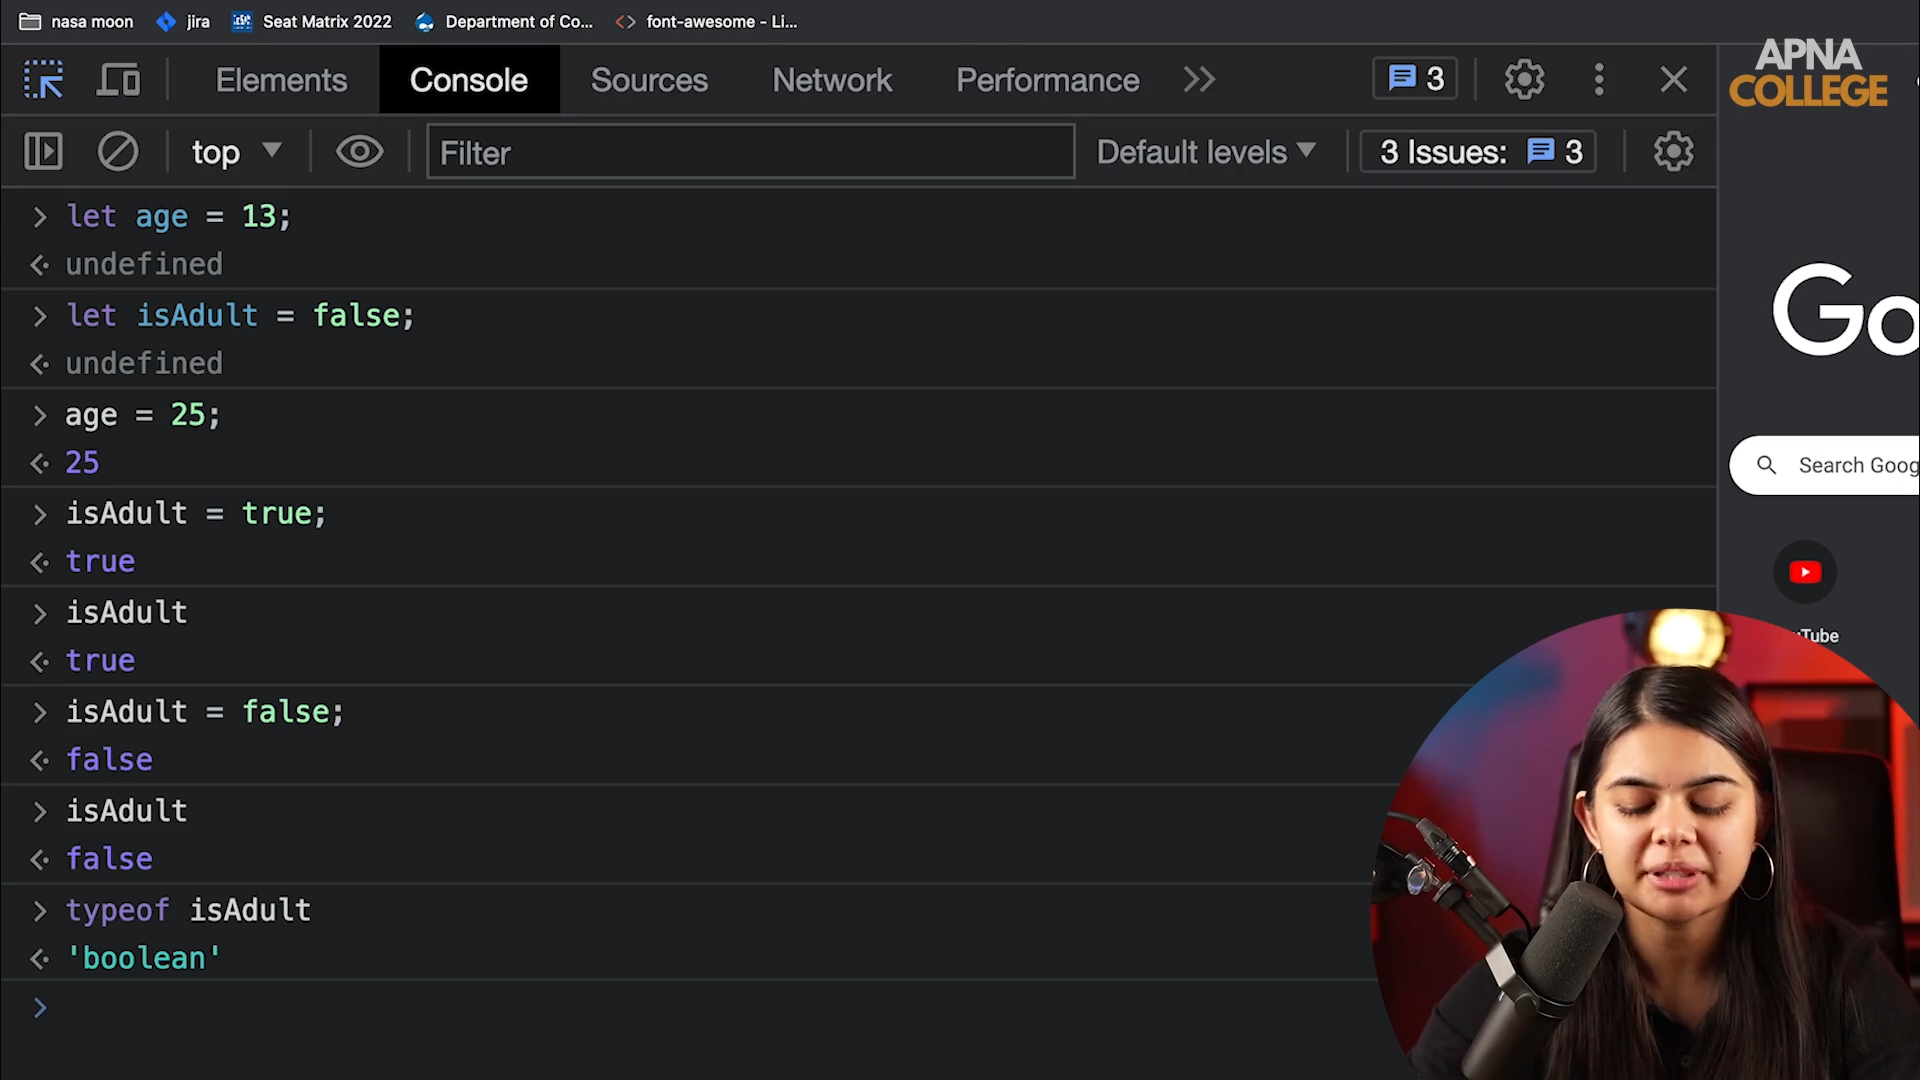 nasa moon jira Seat Matrix 2022 Department of Co... font-awesome - Li...
Elements Console Sources Network Performance 3
APNA
COLLEGE
top Filter Default levels 3 Issues: 3
let age = 13;
undefined
let isAdult = false;
undefined
age = 25;
25
isAdult = true;
true
isAdult
true
isAdult = false;
false
isAdult
false
typeof isAdult
'boolean'
Go
Search Goog
uTube